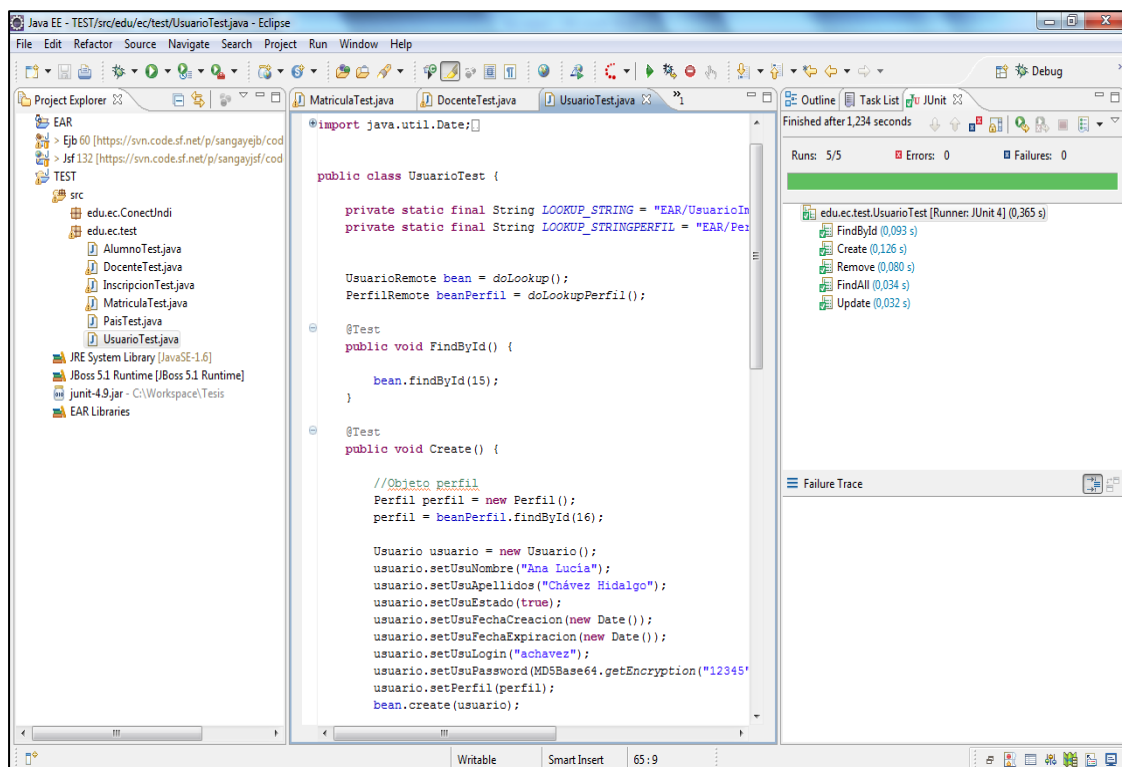 Java EE - TEST/src/edu/ec/test/UsuarioTest.java - Eclipse
File Edit Refactor Source Navigate Search Project Run Window Help
Debug
Project Explorer
EAR
> Ejb 60 [https://svn.code.sf.net/p/sangayejb/cod
> Jsf 132 [https://svn.code.sf.net/p/sangayjsf/cod
TEST
src
edu.ec.ConectJndi
edu.ec.test
AlumnoTest.java
DocenteTest.java
InscripcionTest.java
MatriculaTest.java
PaisTest.java
UsuarioTest.java
JRE System Library [JavaSE-1.6]
JBoss 5.1 Runtime [JBoss 5.1 Runtime]
junit-4.9.jar - C:\Workspace\Tesis
EAR Libraries
MatriculaTest.java DocenteTest.java UsuarioTest.java »1
import java.util.Date;
public class UsuarioTest {
private static final String LOOKUP_STRING = "EAR/UsuarioIm
private static final String LOOKUP_STRINGPERFIL = "EAR/Per
UsuarioRemote bean = doLookup();
PerfilRemote beanPerfil = doLookupPerfil();
@Test
public void FindById() {
bean.findById(15);
}
@Test
public void Create() {
//Objeto perfil
Perfil perfil = new Perfil();
perfil = beanPerfil.findById(16);
Usuario usuario = new Usuario();
usuario.setUsuNombre("Ana Lucía");
usuario.setUsuApellidos("Chávez Hidalgo");
usuario.setUsuEstado(true);
usuario.setUsuFechaCreacion(new Date());
usuario.setUsuFechaExpiracion(new Date());
usuario.setUsuLogin("achavez");
usuario.setUsuPassword(MD5Base64.getEncryption("12345"
usuario.setPerfil(perfil);
bean.create(usuario);
Outline Task List JUnit
Finished after 1,234 seconds
Runs: 5/5 Errors: 0 Failures: 0
edu.ec.test.UsuarioTest [Runner: JUnit 4] (0,365 s)
FindById (0,093 s)
Create (0,126 s)
Remove (0,080 s)
FindAll (0,034 s)
Update (0,032 s)
Failure Trace
Writable Smart Insert 65 : 9